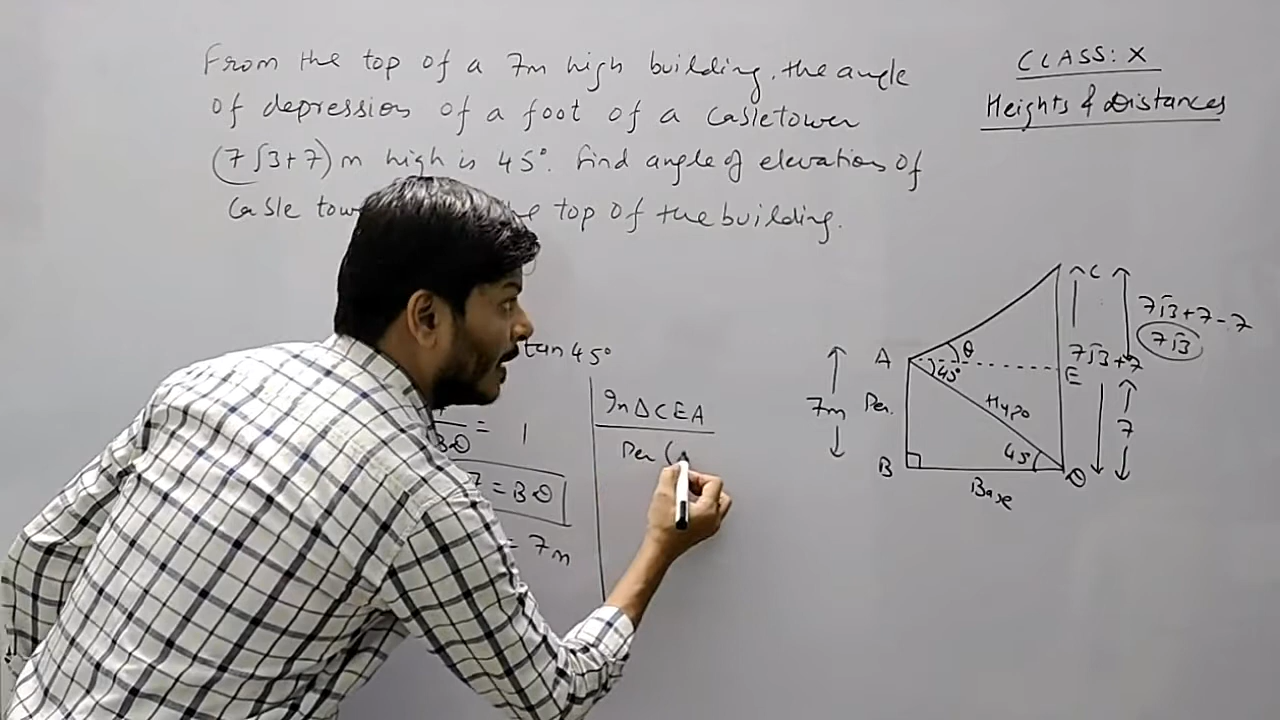 From the top of a 7m high building, the angle
of depression of a foot of a casletower
(7√3+7) m high is 45°. Find angle of elevation of
Casle top of the building.
CLASS: X
Heights & Distances
tan 45°
= 1
7 = BD
= 7m
In ΔCEA
Per (
C
7√3+7-7
7√3
A
θ
45°
7√3+7
E
7m
Per.
Hypo
7
45
B
D
Base